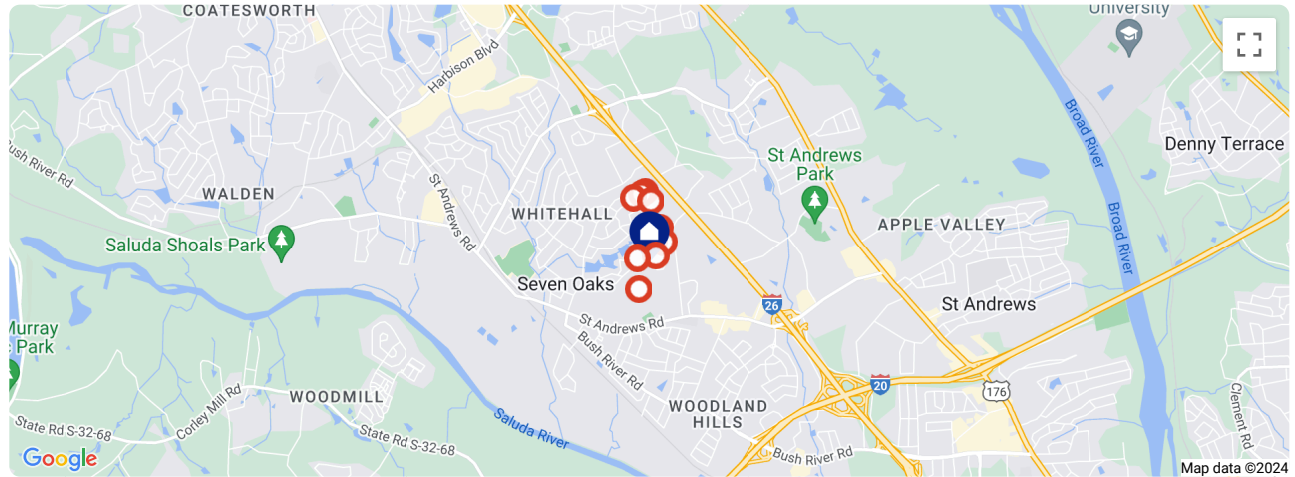 COATESWORTH
University
Harbison Blvd
Broad River
Denny Terrace
Bush River Rd
St Andrews
Park
WALDEN
St Andrews Rd
WHITEHALL
Broad River
APPLE VALLEY
Saluda Shoals Park
Seven Oaks
26
St Andrews
St Andrews Rd
Murray
Park
Bush River Rd
20
176
WOODMILL
Corley Mill Rd
WOODLAND
HILLS
Clement Rd
State Rd S-32-68
State Rd S-32-68
Saluda River
Bush River Rd
Google
Map data ©2024